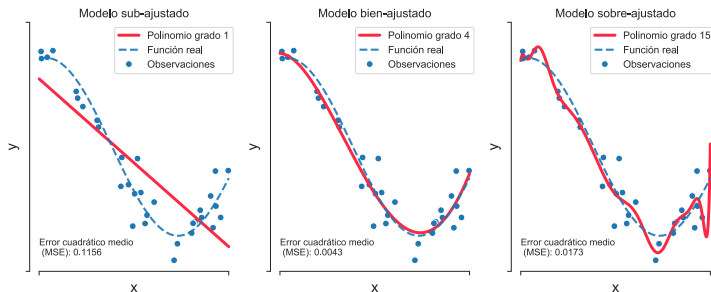 Modelo sub-ajustado
Polinomio grado 1
Función real
Observaciones
y
Error cuadrático medio
(MSE): 0.1156
x
Modelo bien-ajustado
Polinomio grado 4
Función real
Observaciones
y
Error cuadrático medio
(MSE): 0.0043
x
Modelo sobre-ajustado
Polinomio grado 15
Función real
Observaciones
y
Error cuadrático medio
(MSE): 0.0173
x